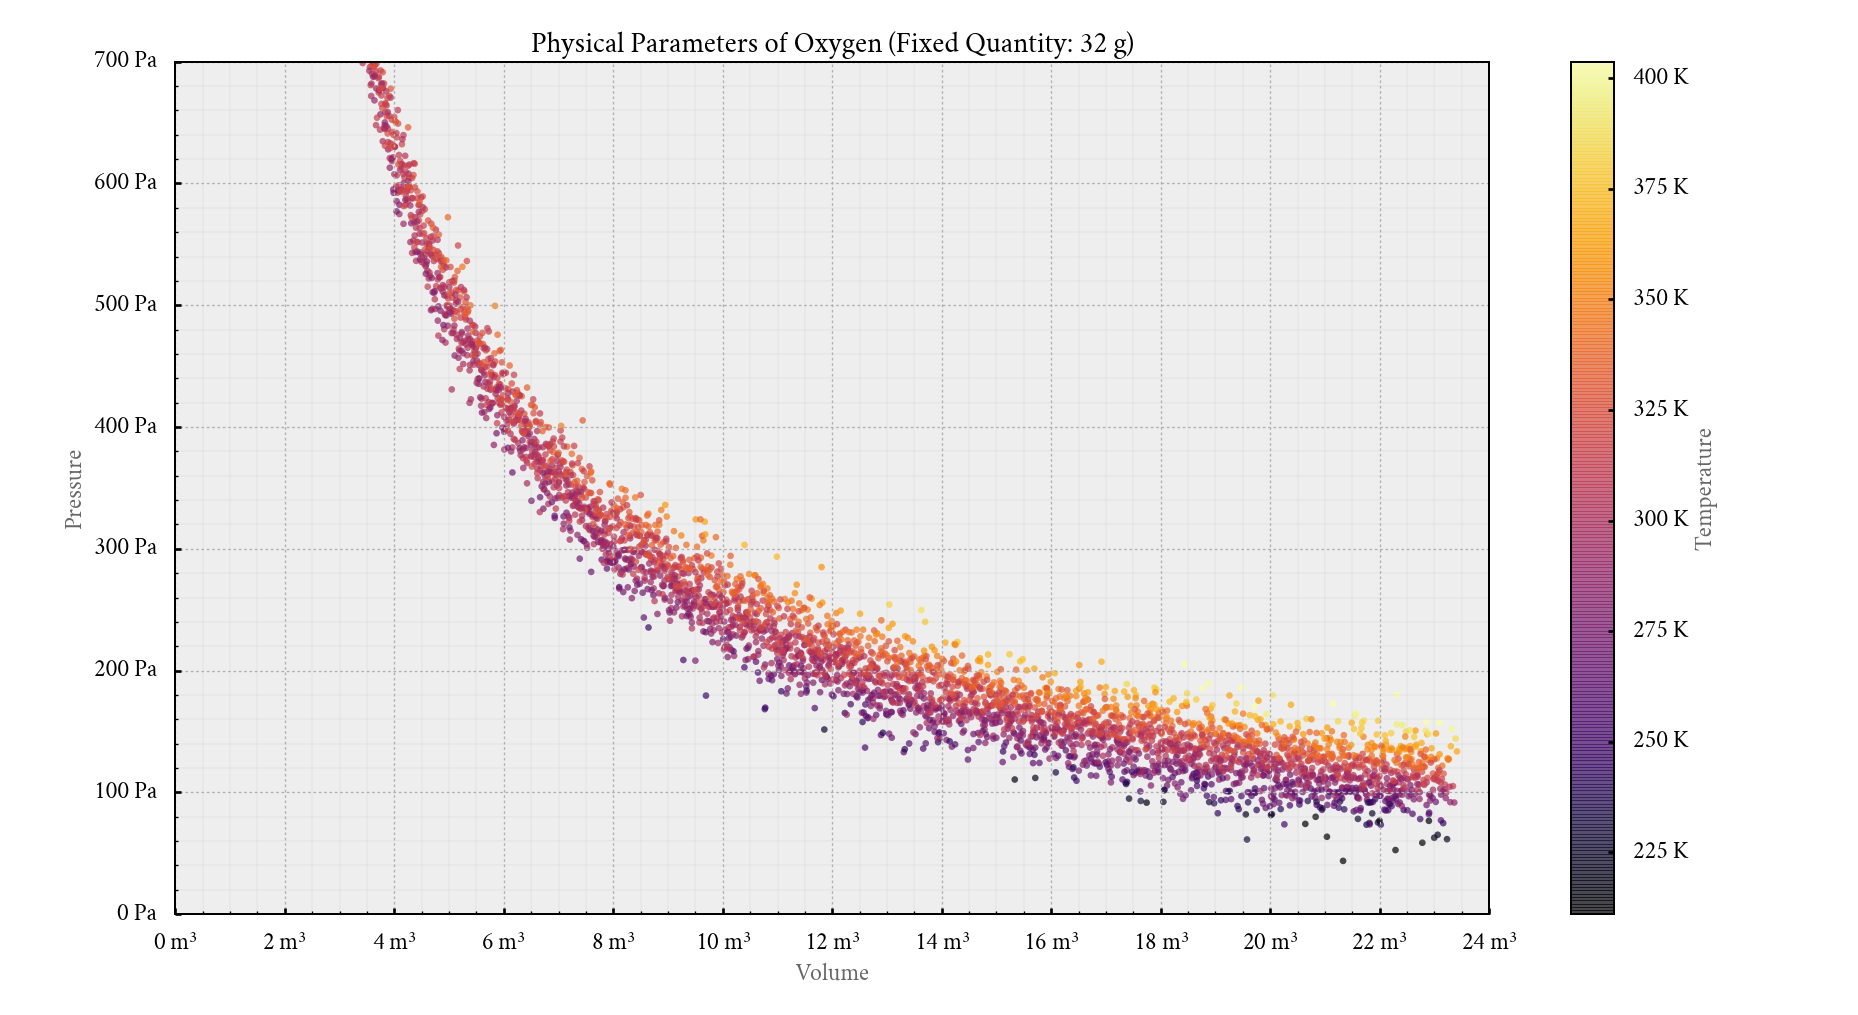 Physical Parameters of Oxygen (Fixed Quantity: 32 g)
700 Pa
600 Pa
500 Pa
400 Pa
300 Pa
200 Pa
100 Pa
0 Pa
Pressure
0 m³
2 m³
4 m³
6 m³
8 m³
10 m³
12 m³
14 m³
16 m³
18 m³
20 m³
22 m³
24 m³
Volume
400 K
375 K
350 K
325 K
300 K
275 K
250 K
225 K
Temperature